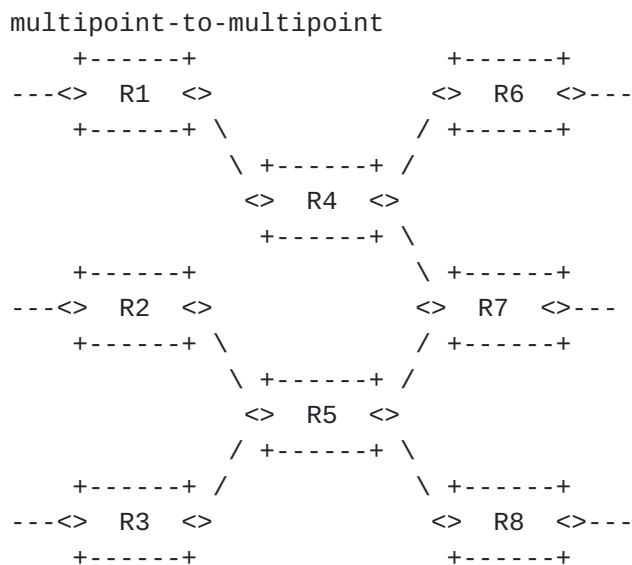 multipoint-to-multipoint
    +------+                 +------+
---<>  R1  <>               <>  R6  <>---
    +------+ \             / +------+
              \ +------+ /
               <>  R4  <>
                +------+ \
    +------+              \ +------+
---<>  R2  <>              <>  R7  <>---
    +------+ \             / +------+
              \ +------+ /
               <>  R5  <>
              / +------+ \
    +------+ /             \ +------+
---<>  R3  <>               <>  R8  <>---
    +------+                 +------+